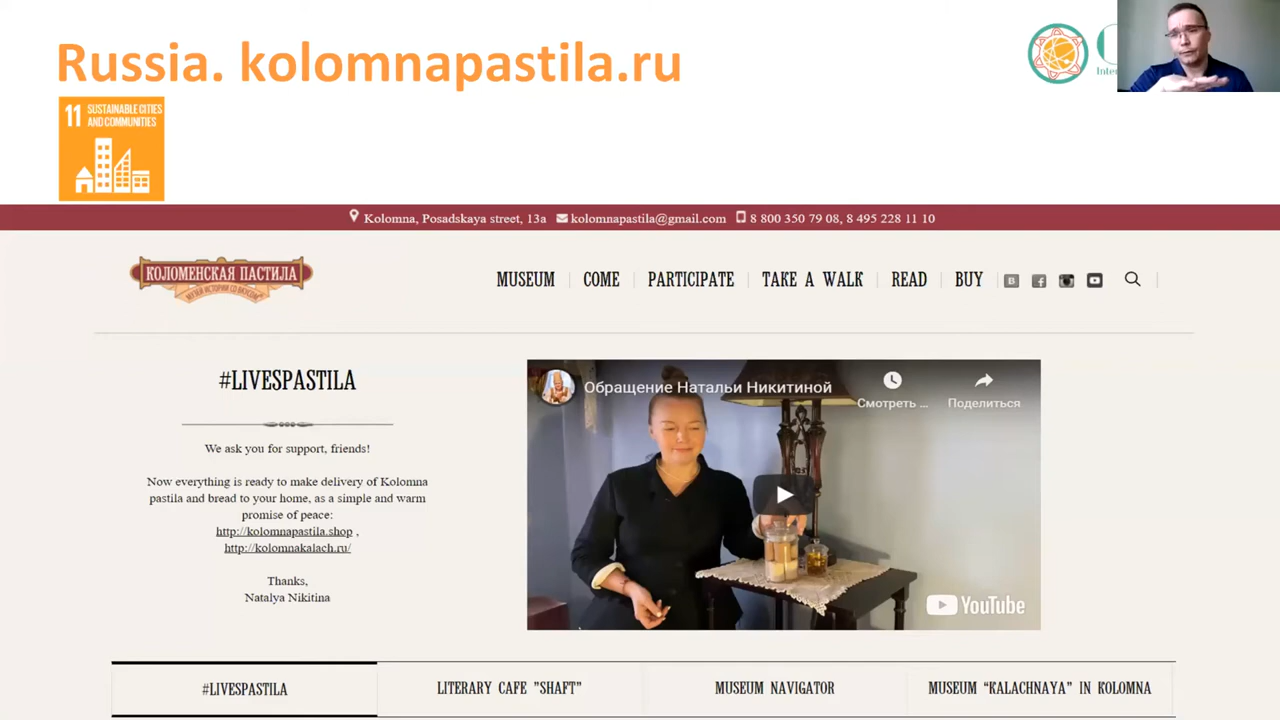 Russia. kolomnapastila.ru
11 SUSTAINABLE CITIES
AND COMMUNITIES
Kolomna, Posadskaya street, 13a kolomnapastila@gmail.com 8 800 350 79 08, 8 495 228 11 10
КОЛОМЕНСКАЯ ПАСТИЛА
МУЗЕЙ ИСТОРИИ СО ВКУСОМ
MUSEUM COME PARTICIPATE TAKE A WALK READ BUY
#LIVESPASTILA
We ask you for support, friends!
Now everything is ready to make delivery of Kolomna
pastila and bread to your home, as a simple and warm
promise of peace:
http://kolomnapastila.shop ,
http://kolomnakalach.ru/
Thanks,
Natalya Nikitina
Обращение Натальи Никитиной
Смотреть ... Поделиться
YouTube
#LIVESPASTILA LITERARY CAFE "SHAFT" MUSEUM NAVIGATOR MUSEUM “KALACHNAYA” IN KOLOMNA